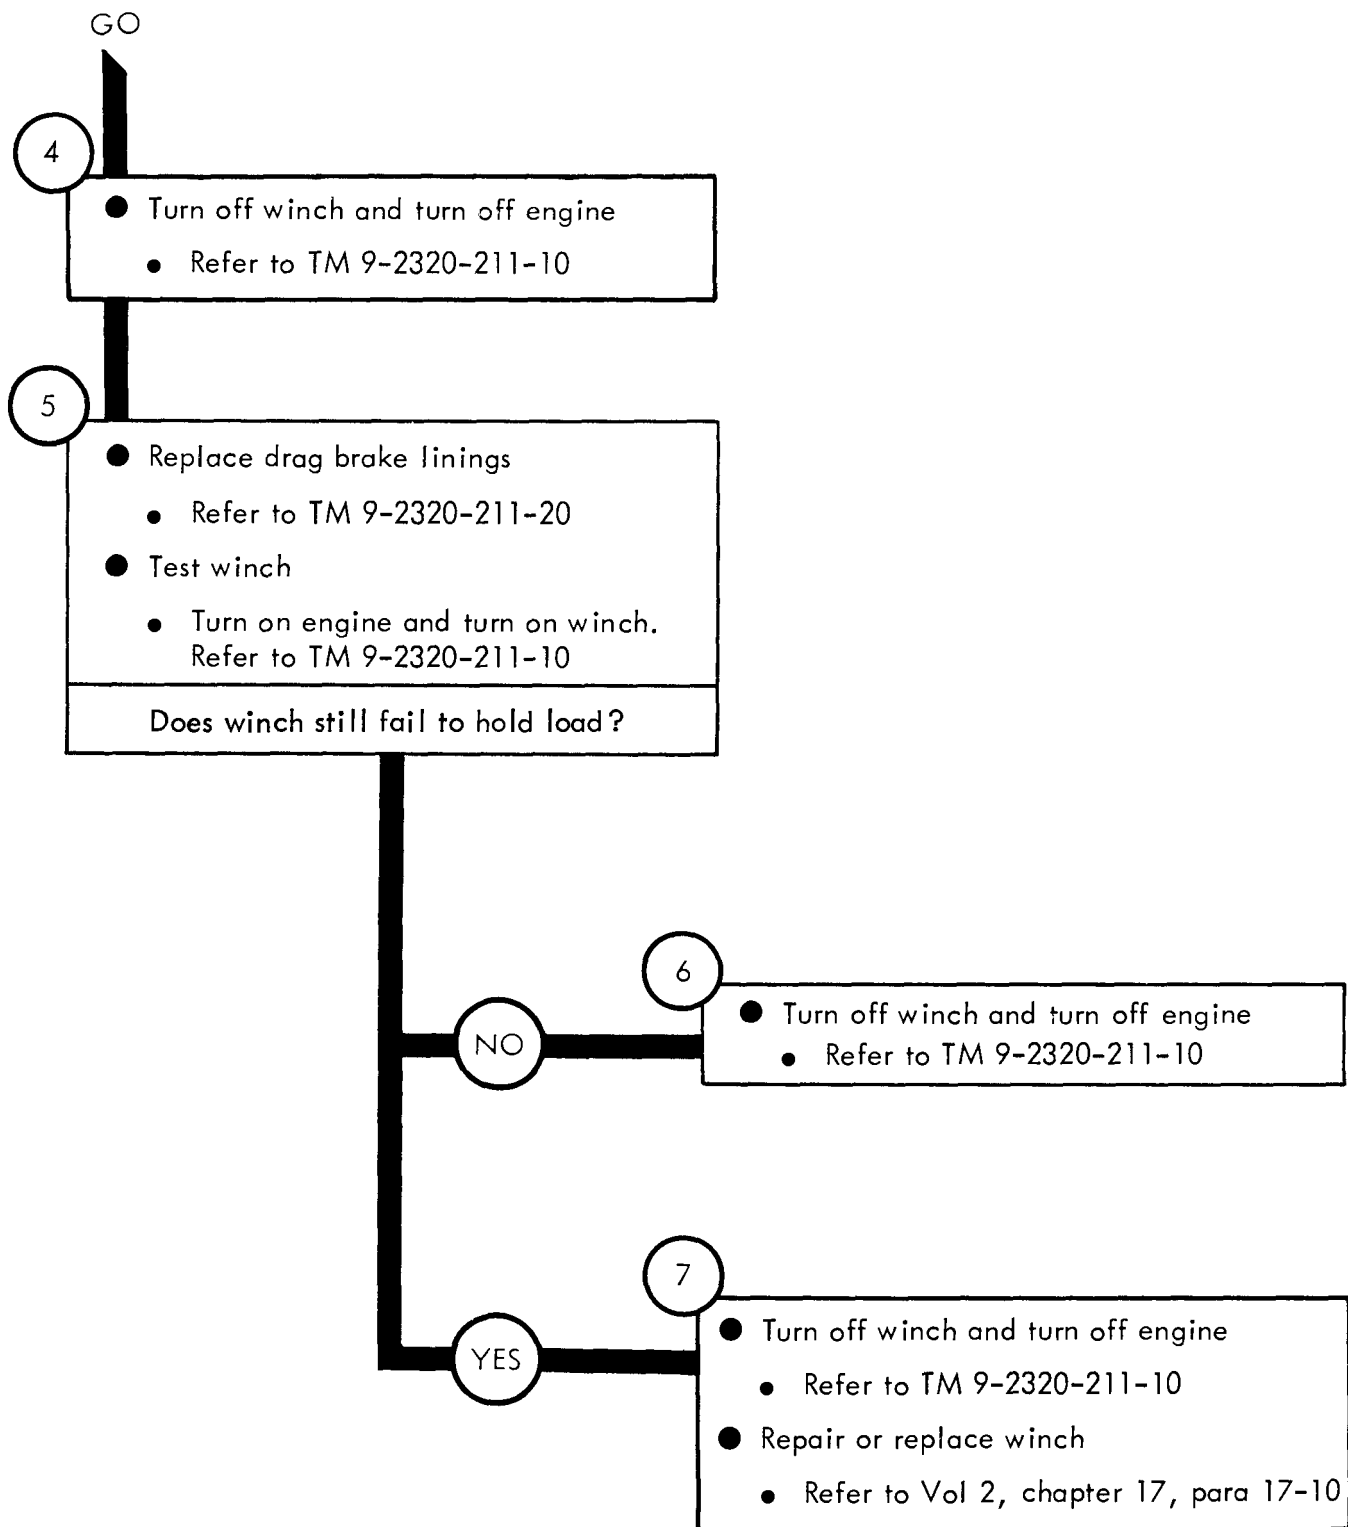 GO
4
● Turn off winch and turn off engine
● Refer to TM 9-2320-211-10
5
● Replace drag brake linings
● Refer to TM 9-2320-211-20
● Test winch
● Turn on engine and turn on winch.
Refer to TM 9-2320-211-10
Does winch still fail to hold load?
6
NO
● Turn off winch and turn off engine
● Refer to TM 9-2320-211-10
7
YES
● Turn off winch and turn off engine
● Refer to TM 9-2320-211-10
● Repair or replace winch
● Refer to Vol 2, chapter 17, para 17-10